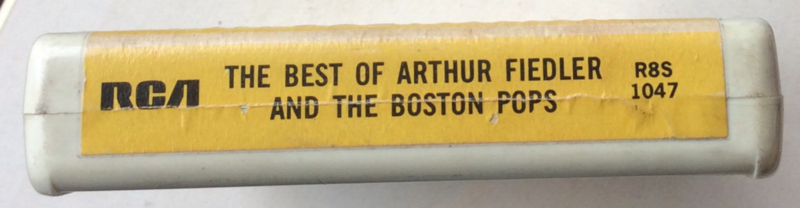 RCA
THE BEST OF ARTHUR FIEDLER
AND THE BOSTON POPS
R8S
1047